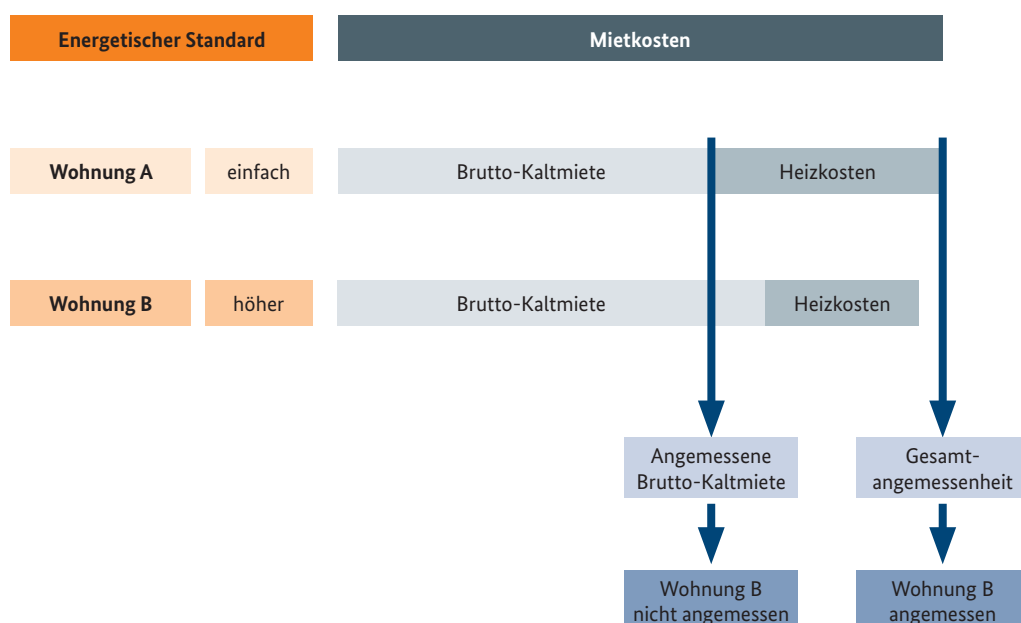 Energetischer Standard
Mietkosten
Wohnung A
einfach
Brutto-Kaltmiete
Heizkosten
Wohnung B
höher
Brutto-Kaltmiete
Heizkosten
Angemessene
Brutto-Kaltmiete
Gesamt-
angemessenheit
Wohnung B
nicht angemessen
Wohnung B
angemessen